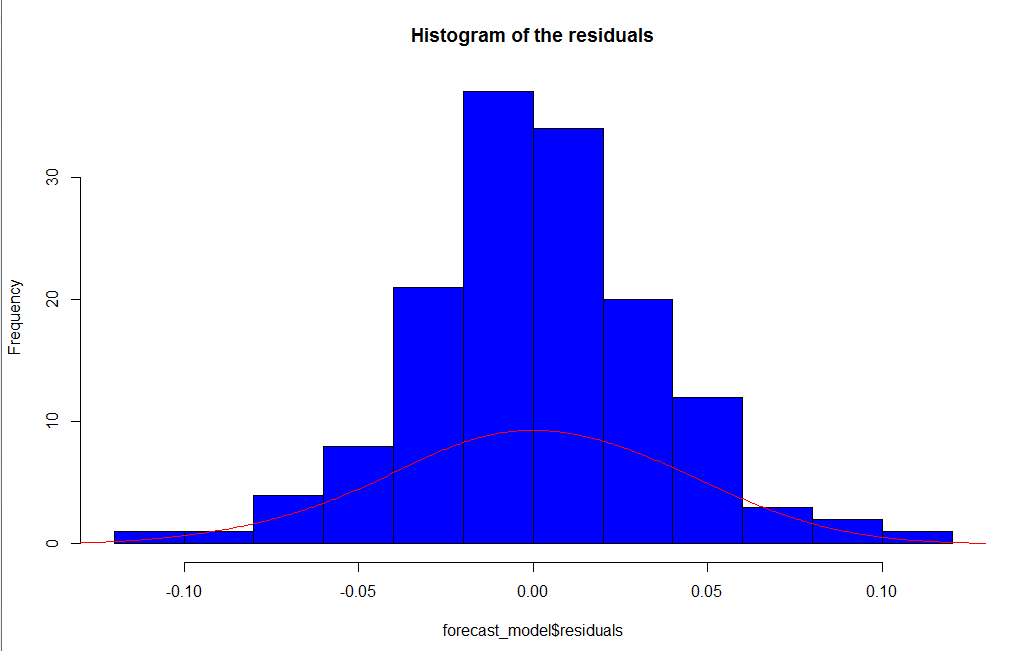 Histogram of the residuals
Frequency
30
20
10
0
-0.10 -0.05 0.00 0.05 0.10
forecast_model$residuals